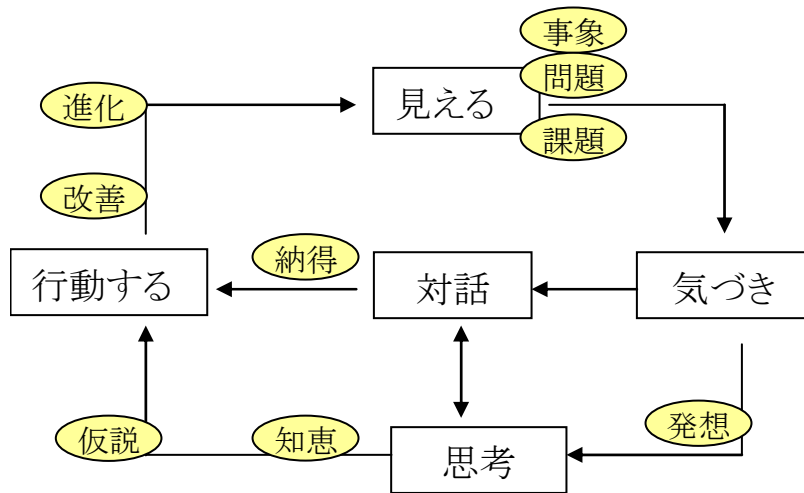 事象
問題
見える
進化
課題
改善
納得
行動する
対話
気づき
発想
仮説
知恵
思考